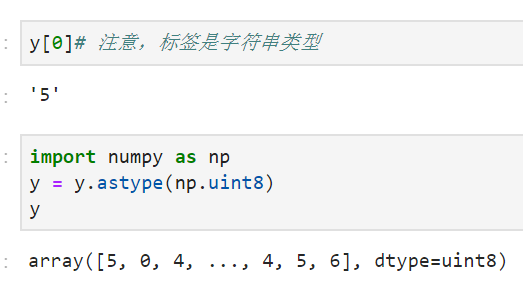 :
y[0]# 注意，标签是字符串类型
:
'5'
:
import numpy as np
y = y.astype(np.uint8)
y
:
array([5, 0, 4, ..., 4, 5, 6], dtype=uint8)